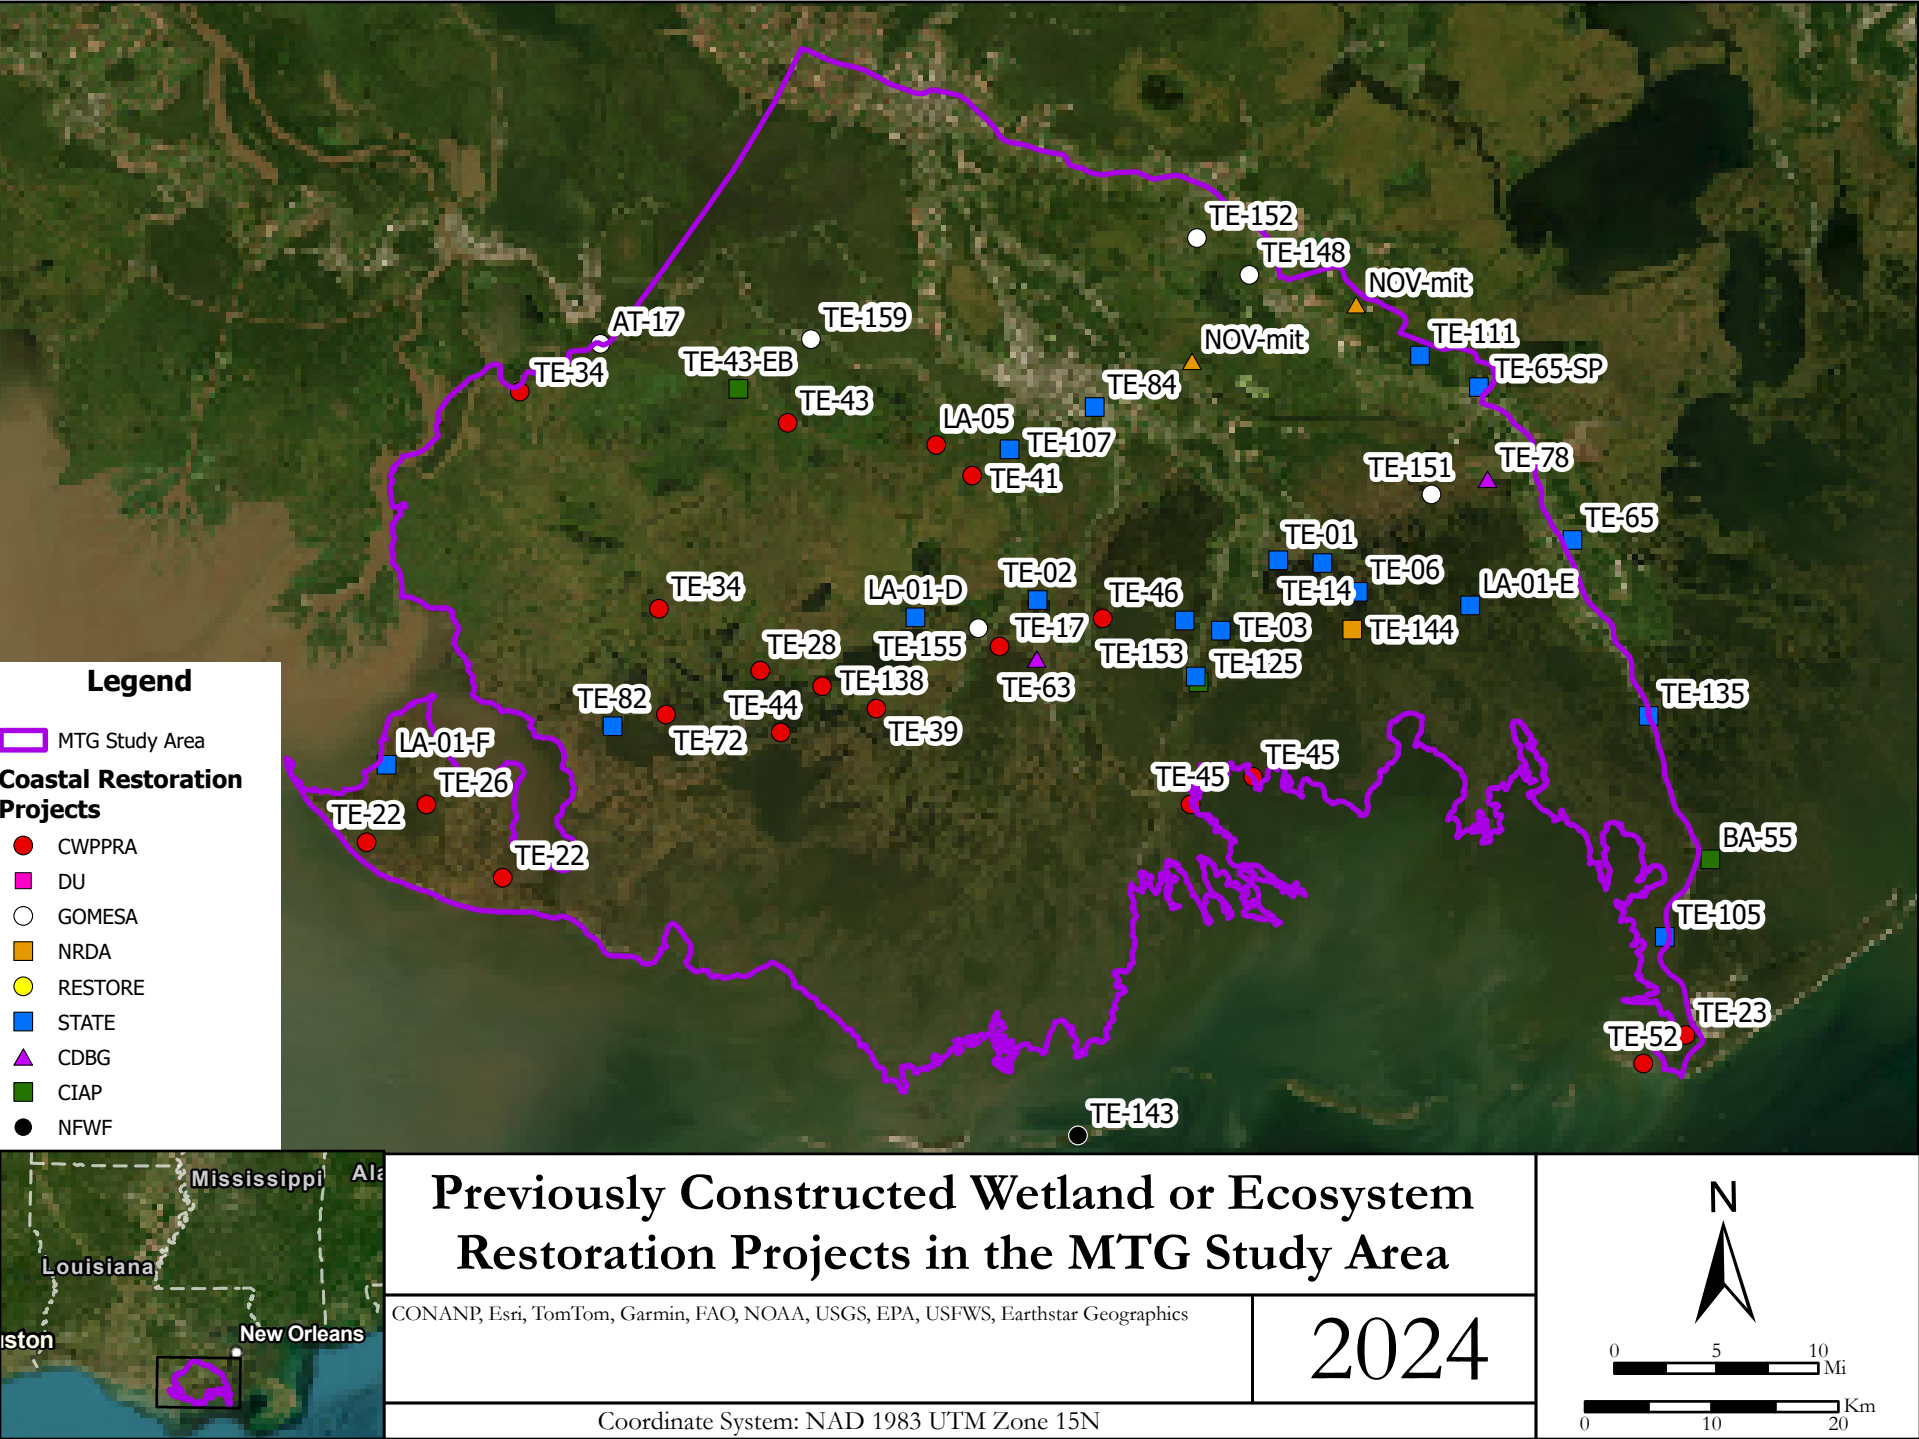 TE-152
TE-148
NOV-mit
AT-17
TE-159
TE-111
NOV-mit
TE-43-EB
TE-34
TE-65-SP
TE-84
TE-43
LA-05
TE-107
TE-78
TE-151
TE-41
TE-65
TE-01
TE-02
TE-06
TE-34
LA-01-D
TE-46
TE-14
LA-01-E
TE-17
TE-03
TE-144
TE-155
TE-28
TE-153
TE-125
TE-138
TE-63
TE-82
TE-44
TE-135
TE-39
TE-72
LA-01-F
TE-45
TE-45
TE-26
TE-22
BA-55
TE-22
TE-105
TE-23
TE-52
TE-143
Legend
MTG Study Area
Coastal Restoration
Projects
CWPPRA
DU
GOMESA
NRDA
RESTORE
STATE
CDBG
CIAP
NFWF
Mississippi
Ala
Louisiana
New Orleans
uston
Previously Constructed Wetland or Ecosystem
Restoration Projects in the MTG Study Area
CONANP, Esri, TomTom, Garmin, FAO, NOAA, USGS, EPA, USFWS, Earthstar Geographics
2024
Coordinate System: NAD 1983 UTM Zone 15N
N
0 5 10
Mi
Km
0 10 20